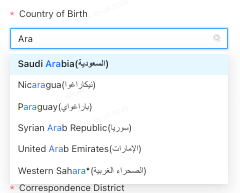 * Country of Birth
Ara
Saudi Arabia(السعودية)
Nicaragua(نيكاراغوا)
Paraguay(باراغواي)
Syrian Arab Republic(سوريا)
United Arab Emirates(الإمارات)
Western Sahara*(الصحراء الغربية)
* Correspondence District